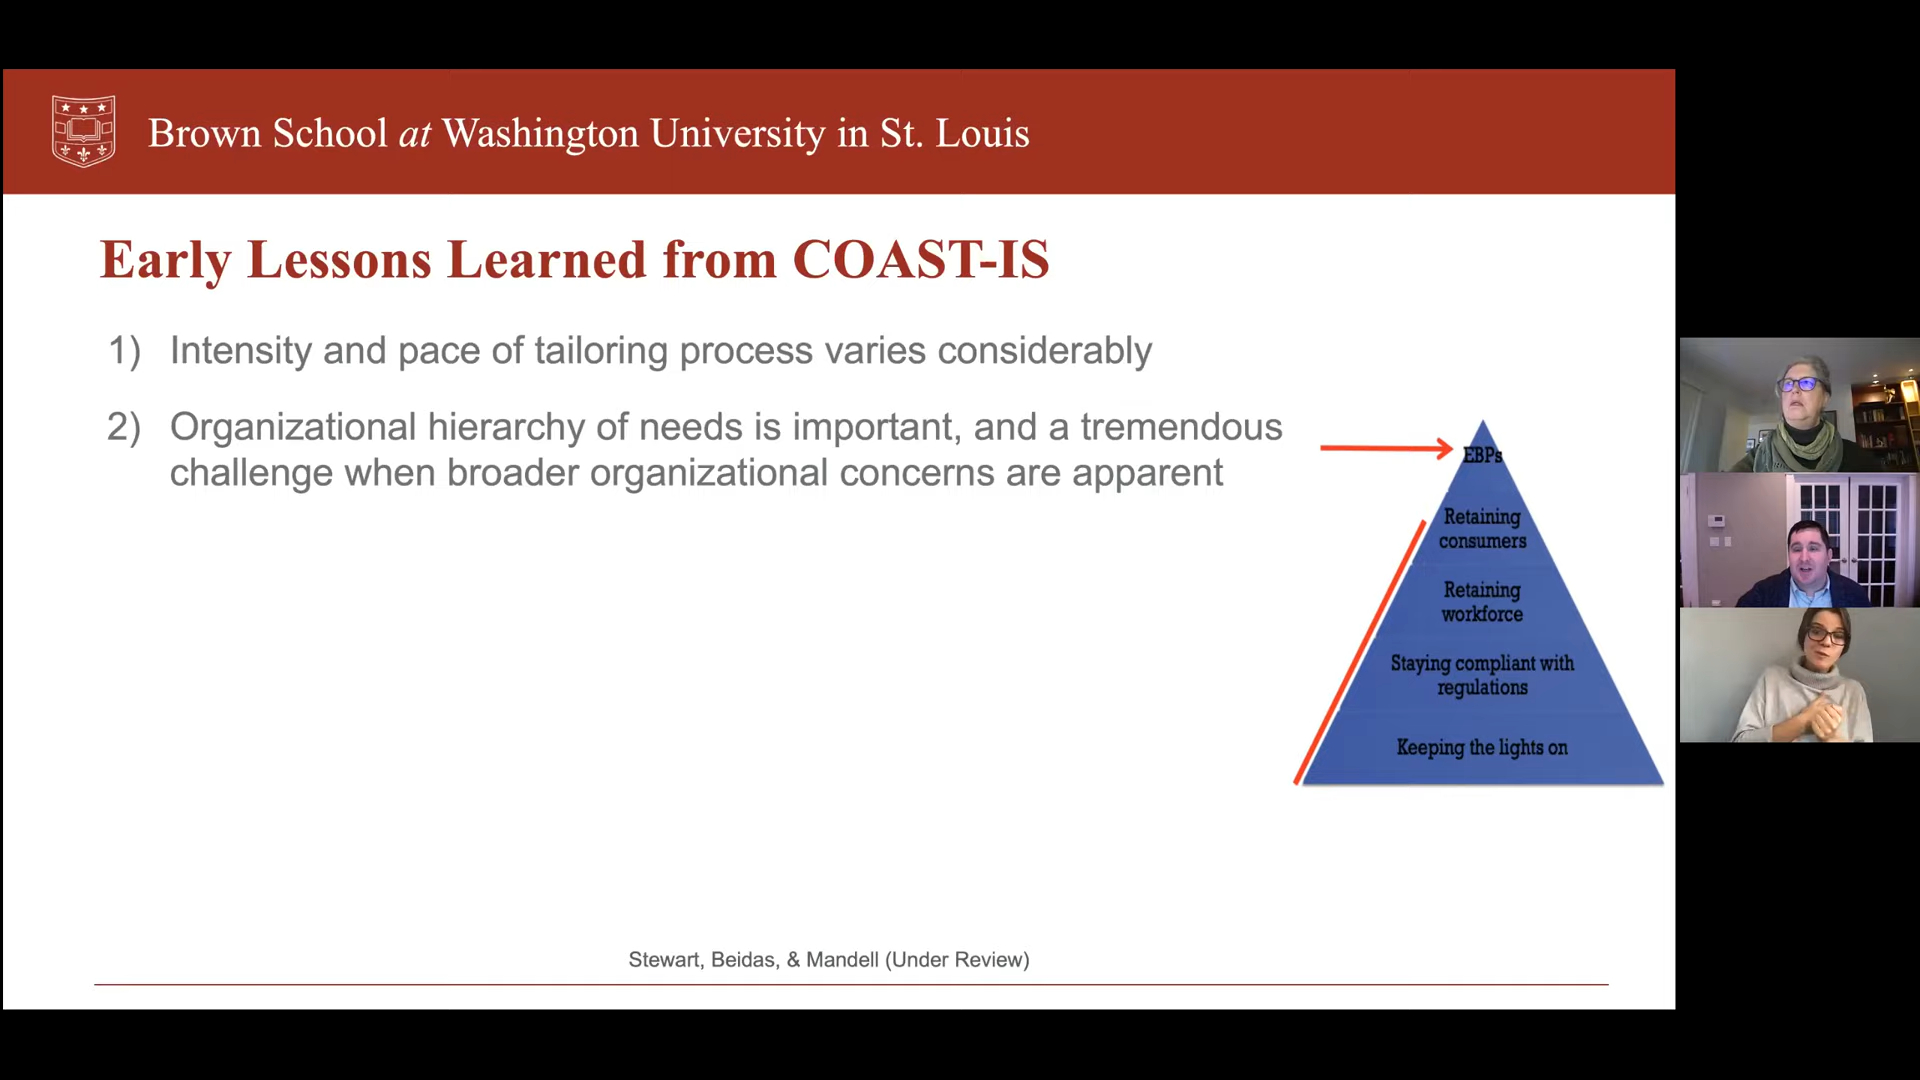 Brown School at Washington University in St. Louis
Early Lessons Learned from COAST-IS
1) Intensity and pace of tailoring process varies considerably
2) Organizational hierarchy of needs is important, and a tremendous
challenge when broader organizational concerns are apparent
EBPs
Retaining
consumers
Retaining
workforce
Staying compliant with
regulations
Keeping the lights on
Stewart, Beidas, & Mandell (Under Review)